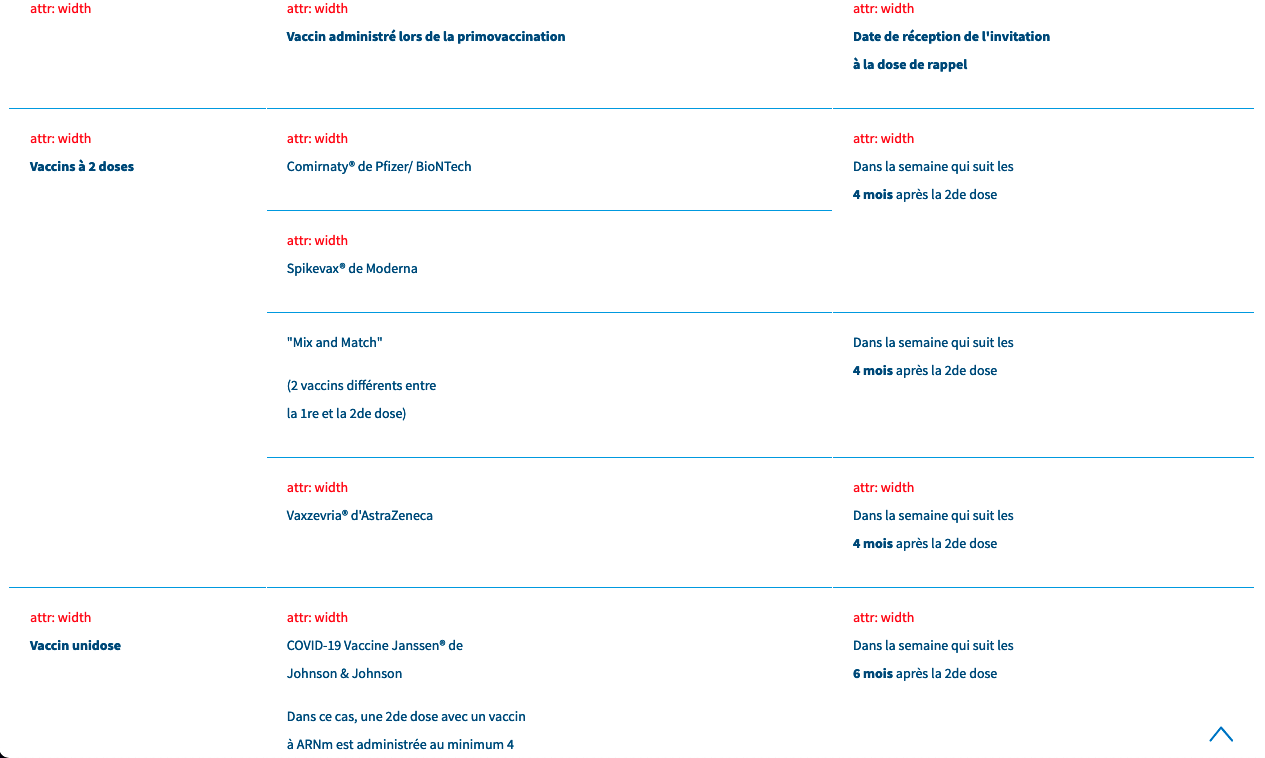 attr: width
attr: width
Vaccin administré lors de la primovaccination
attr: width
Date de réception de l'invitation
à la dose de rappel
attr: width
Vaccins à 2 doses
attr: width
Comirnaty® de Pfizer/ BioNTech
attr: width
Dans la semaine qui suit les
4 mois après la 2de dose
attr: width
Spikevax® de Moderna
"Mix and Match"
(2 vaccins différents entre
la 1re et la 2de dose)
Dans la semaine qui suit les
4 mois après la 2de dose
attr: width
Vaxzevria® d'AstraZeneca
attr: width
Dans la semaine qui suit les
4 mois après la 2de dose
attr: width
Vaccin unidose
attr: width
COVID-19 Vaccine Janssen® de
Johnson & Johnson
Dans ce cas, une 2de dose avec un vaccin
à ARNm est administrée au minimum 4
attr: width
Dans la semaine qui suit les
6 mois après la 2de dose